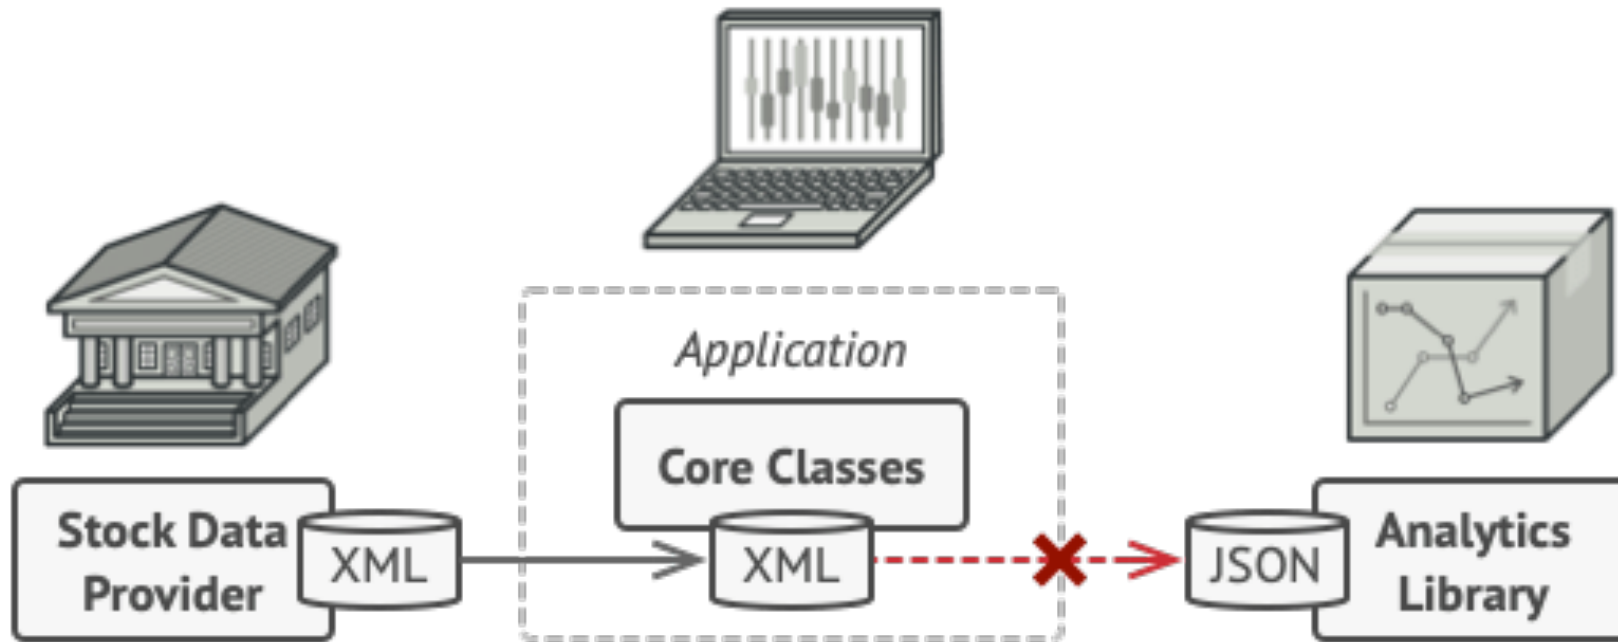 Application
Core Classes
Stock Data
Provider
XML
XML
JSON
Analytics
Library